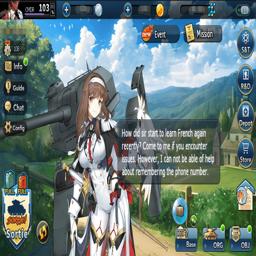 CMDR
103
Event
Mission
Info
Guide
Chat
Config
S&T
R&D
Depot
Store
How did sir start to learn French again
recently? Come to me if you encounter
issues. However, I can not be able of help
about remembering the phone number.
Sortie
Base
ORG
OBJ